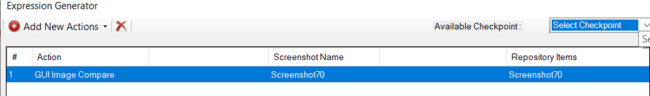 Expression Generator
Add New Actions Available Checkpoint: Select Checkpoint
Se
# Action Screenshot Name Repository Items
1 GUI Image Compare Screenshot70 Screenshot70